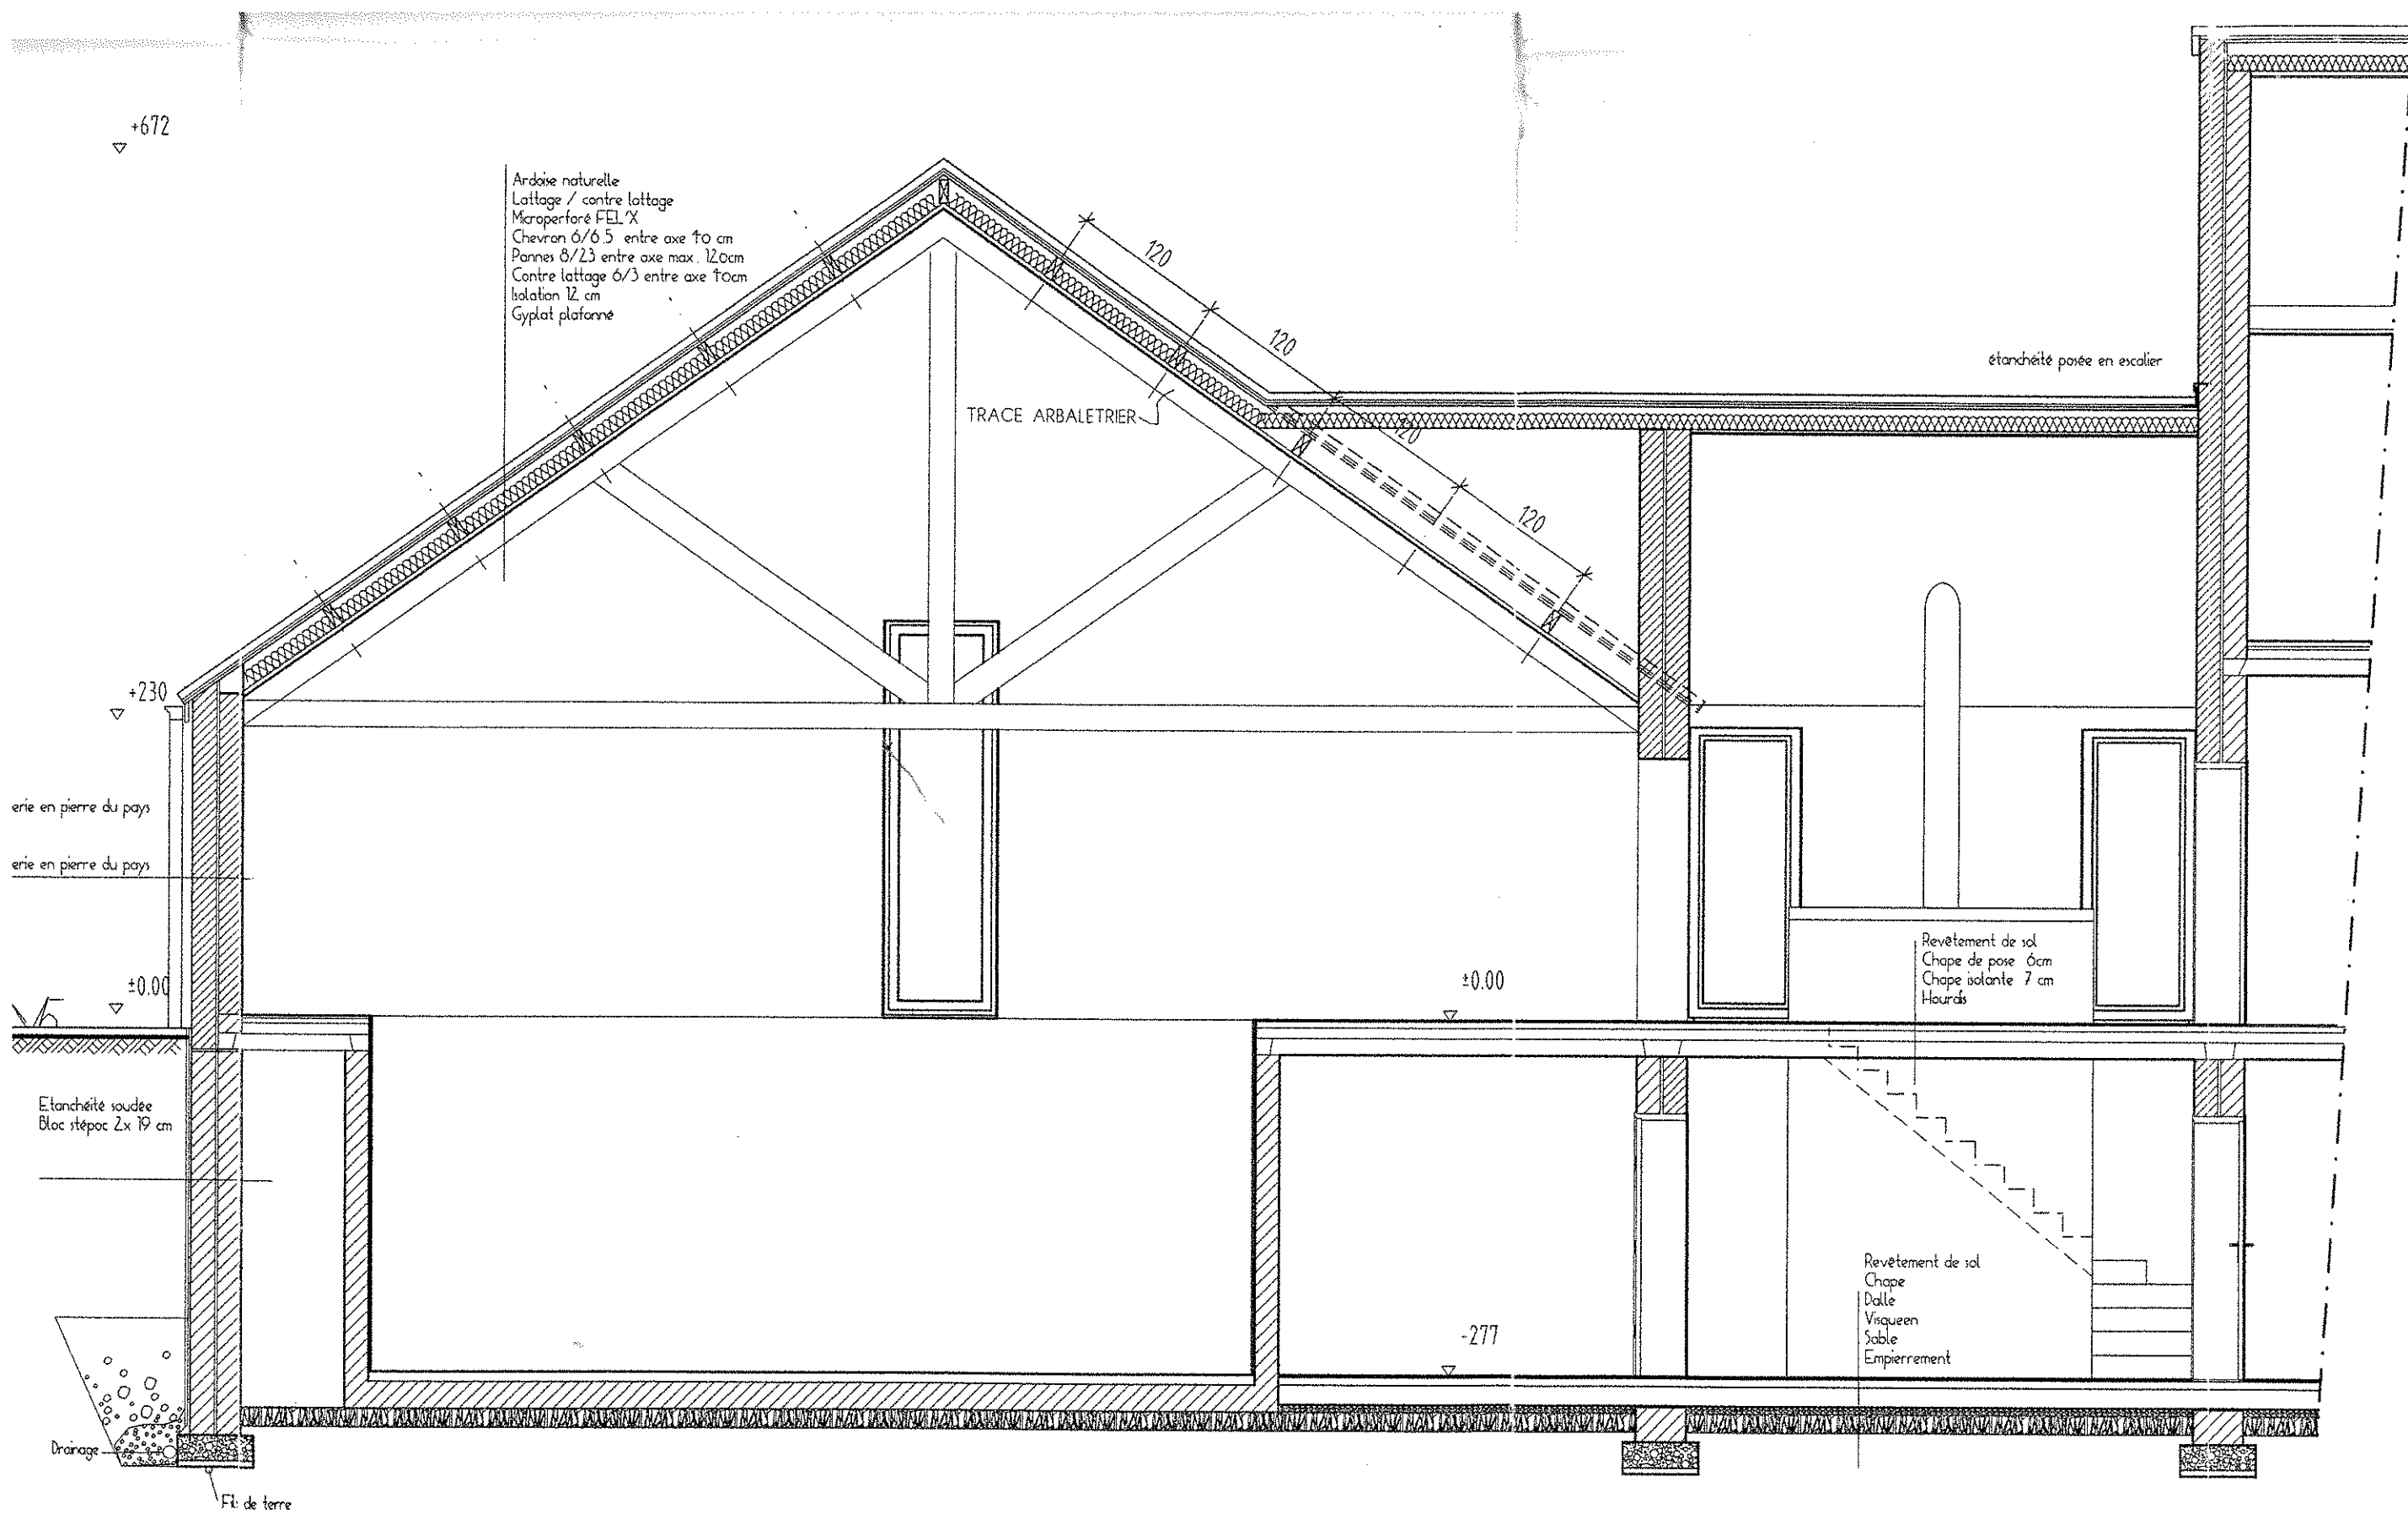 +672
Ardoise naturelle
Lattage / contre lattage
Microperforé FEL'X
Chevron 6/6.5 entre axe 40 cm
Pannes 8/23 entre axe max. 120cm
Contre lattage 6/3 entre axe 40cm
Isolation 12 cm
Gyplat plafonné
120
120
120
120
étanchéité posée en escalier
TRACE ARBALETRIER
+230
erie en pierre du pays
erie en pierre du pays
±0.00
±0.00
Revêtement de sol
Chape de pose 6cm
Chape isolante 7 cm
Hourdis
Etanchéité soudée
Bloc stépoc 2x 19 cm
-277
Revêtement de sol
Chape
Dalle
Visqueen
Sable
Empierrement
Drainage
Fil de terre